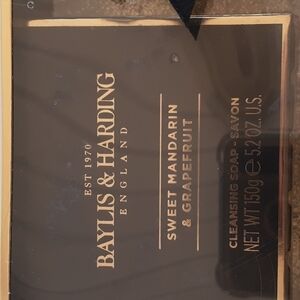 EST 1970
BAYLIS & HARDING
ENGLAND
SWEET MANDARIN
& GRAPEFRUIT
CLEANSING SOAP - SAVON
NET WT 150g ℮ 5.2 OZ. U.S.